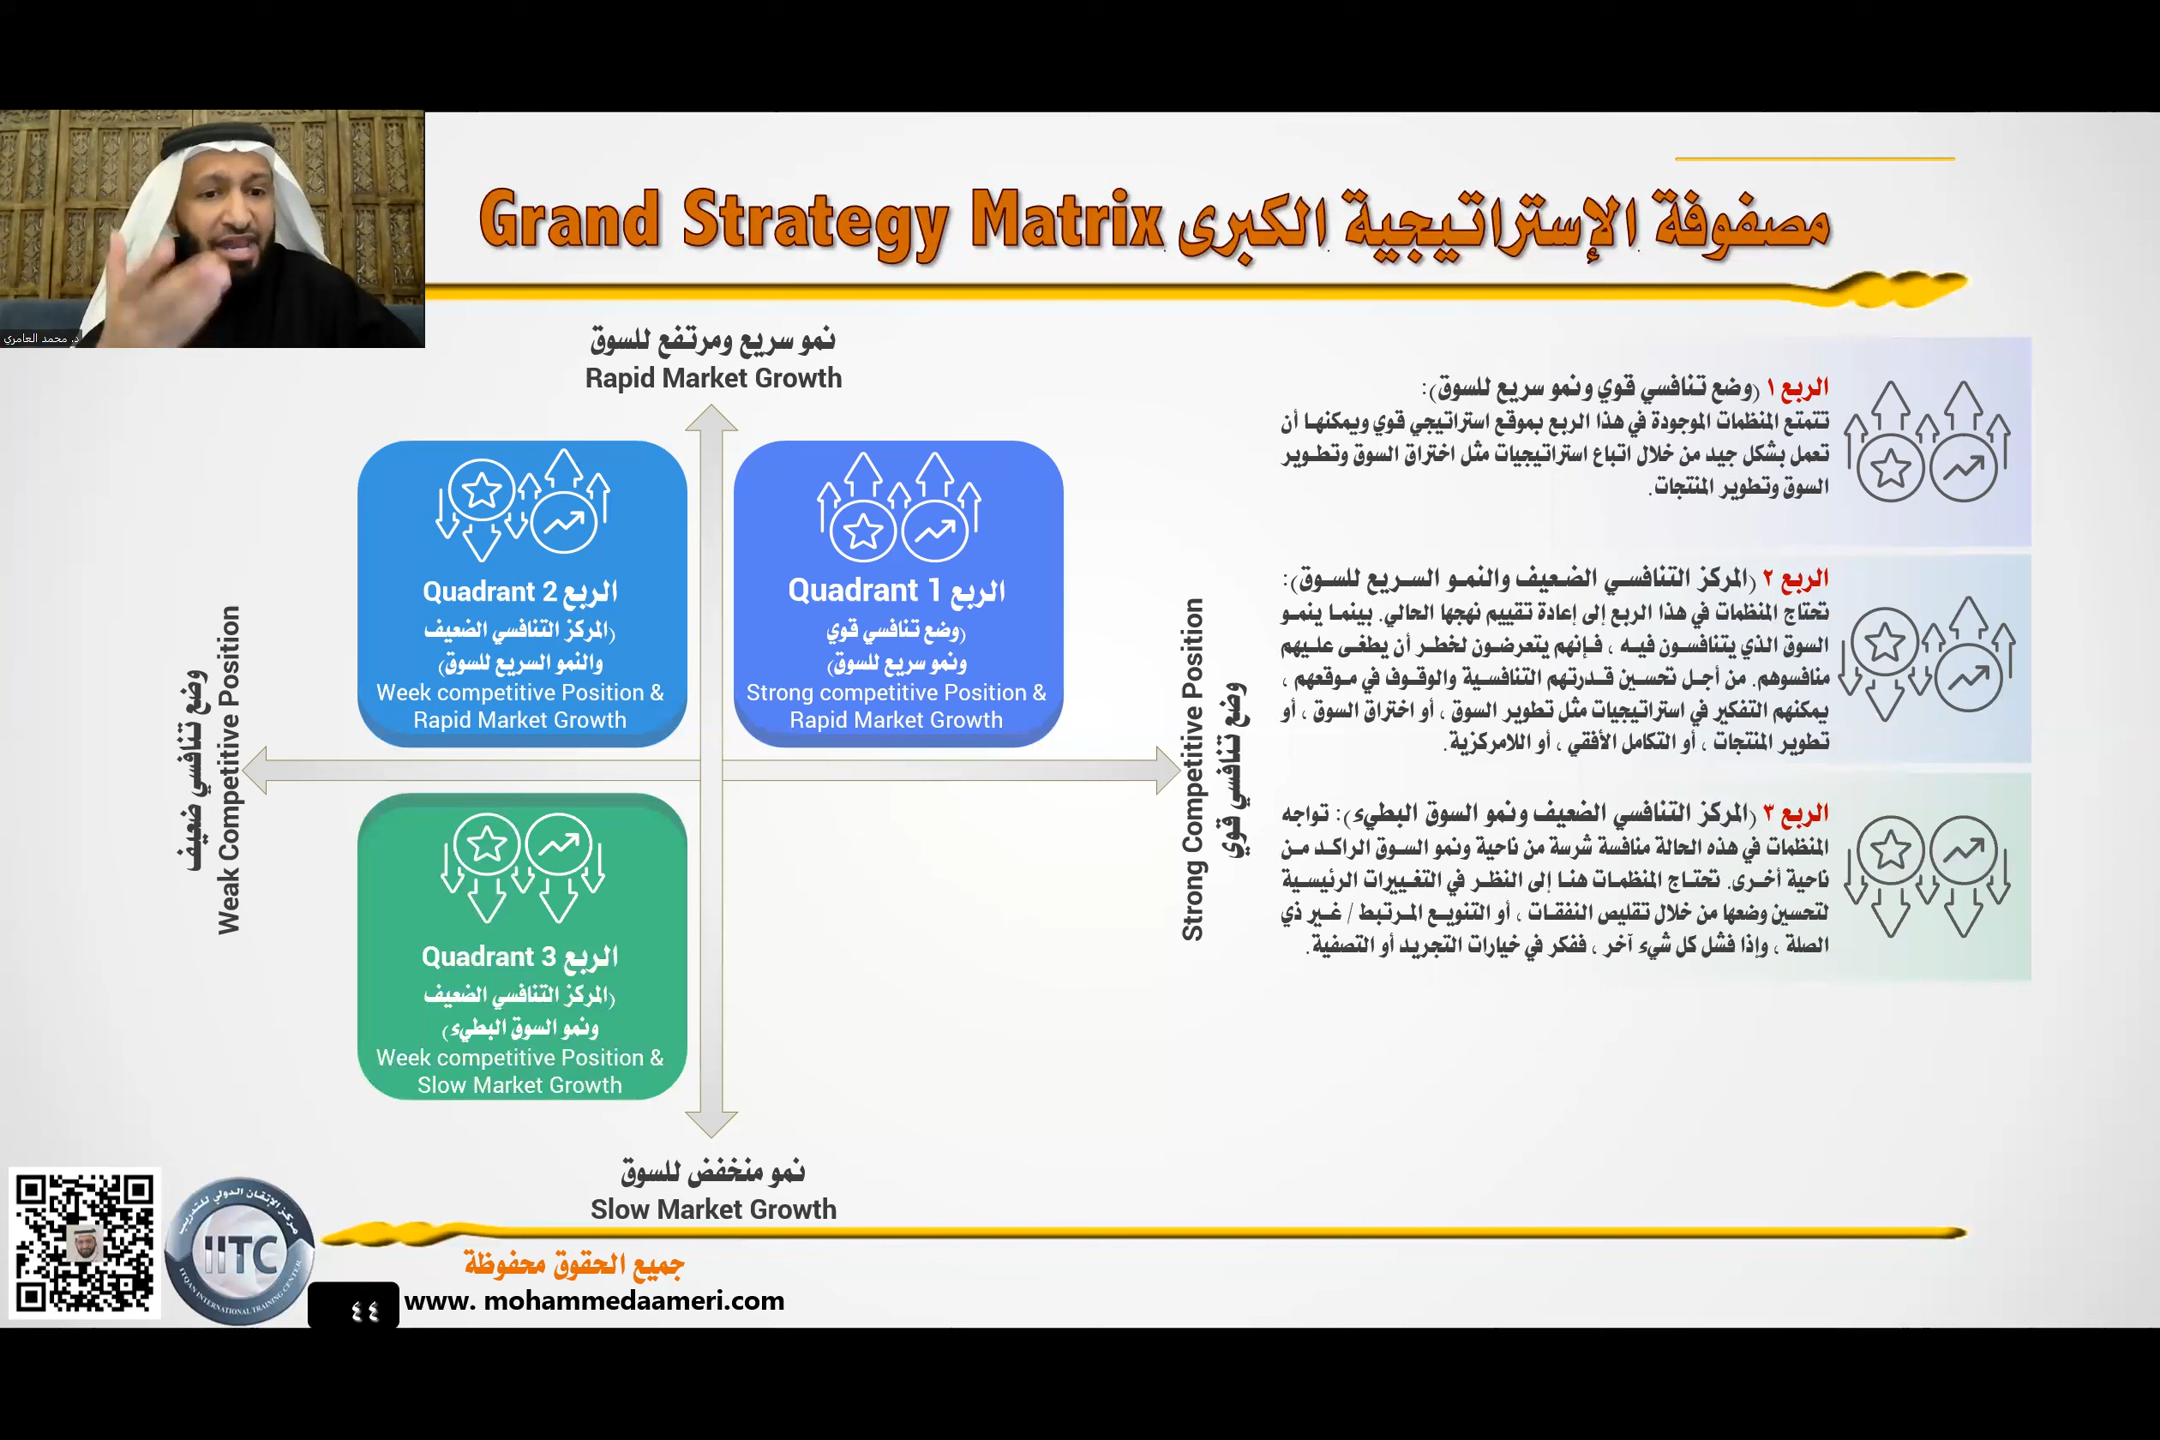 مصفوفة الإستراتيجية الكبرى Grand Strategy Matrix
د. محمد العامري
نمو سريع ومرتفع للسوق
Rapid Market Growth
الربع 2 Quadrant
(المركز التنافسي الضعيف
والنمو السريع للسوق)
Week competitive Position &
Rapid Market Growth
الربع 1 Quadrant
(وضع تنافسي قوي
ونمو سريع للسوق)
Strong competitive Position &
Rapid Market Growth
وضع تنافسي ضعيف
Weak Competitive Position
Strong Competitive Position
وضع تنافسي قوي
الربع 3 Quadrant
(المركز التنافسي الضعيف
ونمو السوق البطيء)
Week competitive Position &
Slow Market Growth
نمو منخفض للسوق
Slow Market Growth
الربع ١ (وضع تنافسي قوي ونمو سريع للسوق):
تتمتع المنظمات الموجودة في هذا الربع بموقع استراتيجي قوي ويمكنها أن
تعمل بشكل جيد من خلال اتباع استراتيجيات مثل اختراق السوق وتطوير
السوق وتطوير المنتجات.
الربع ٢ (المركز التنافسي الضعيف والنمو السريع للسوق):
تحتاج المنظمات في هذا الربع إلى إعادة تقييم نهجها الحالي. بينما ينمو
السوق الذي يتنافسون فيه ، فإنهم يتعرضون لخطر أن يطغى عليهم
منافسوهم. من أجل تحسين قدرتهم التنافسية والوقوف في موقعهم ،
يمكنهم التفكير في استراتيجيات مثل تطوير السوق ، أو اختراق السوق ، أو
تطوير المنتجات ، أو التكامل الأفقي ، أو اللامركزية.
الربع ٣ (المركز التنافسي الضعيف ونمو السوق البطيء): تواجه
المنظمات في هذه الحالة منافسة شرسة من ناحية ونمو السوق الراكد من
ناحية أخرى. تحتاج المنظمات هنا إلى النظر في التغييرات الرئيسية
لتحسين وضعها من خلال تقليص النفقات ، أو التنويع المرتبط / غير ذي
الصلة ، وإذا فشل كل شيء آخر ، ففكر في خيارات التجريد أو التصفية.
مركز الإتقان الدولي للتدريب
IITC
ITQAN INTERNATIONAL TRAINING CENTER
جميع الحقوق محفوظة
٤٤
www. mohammedaameri.com